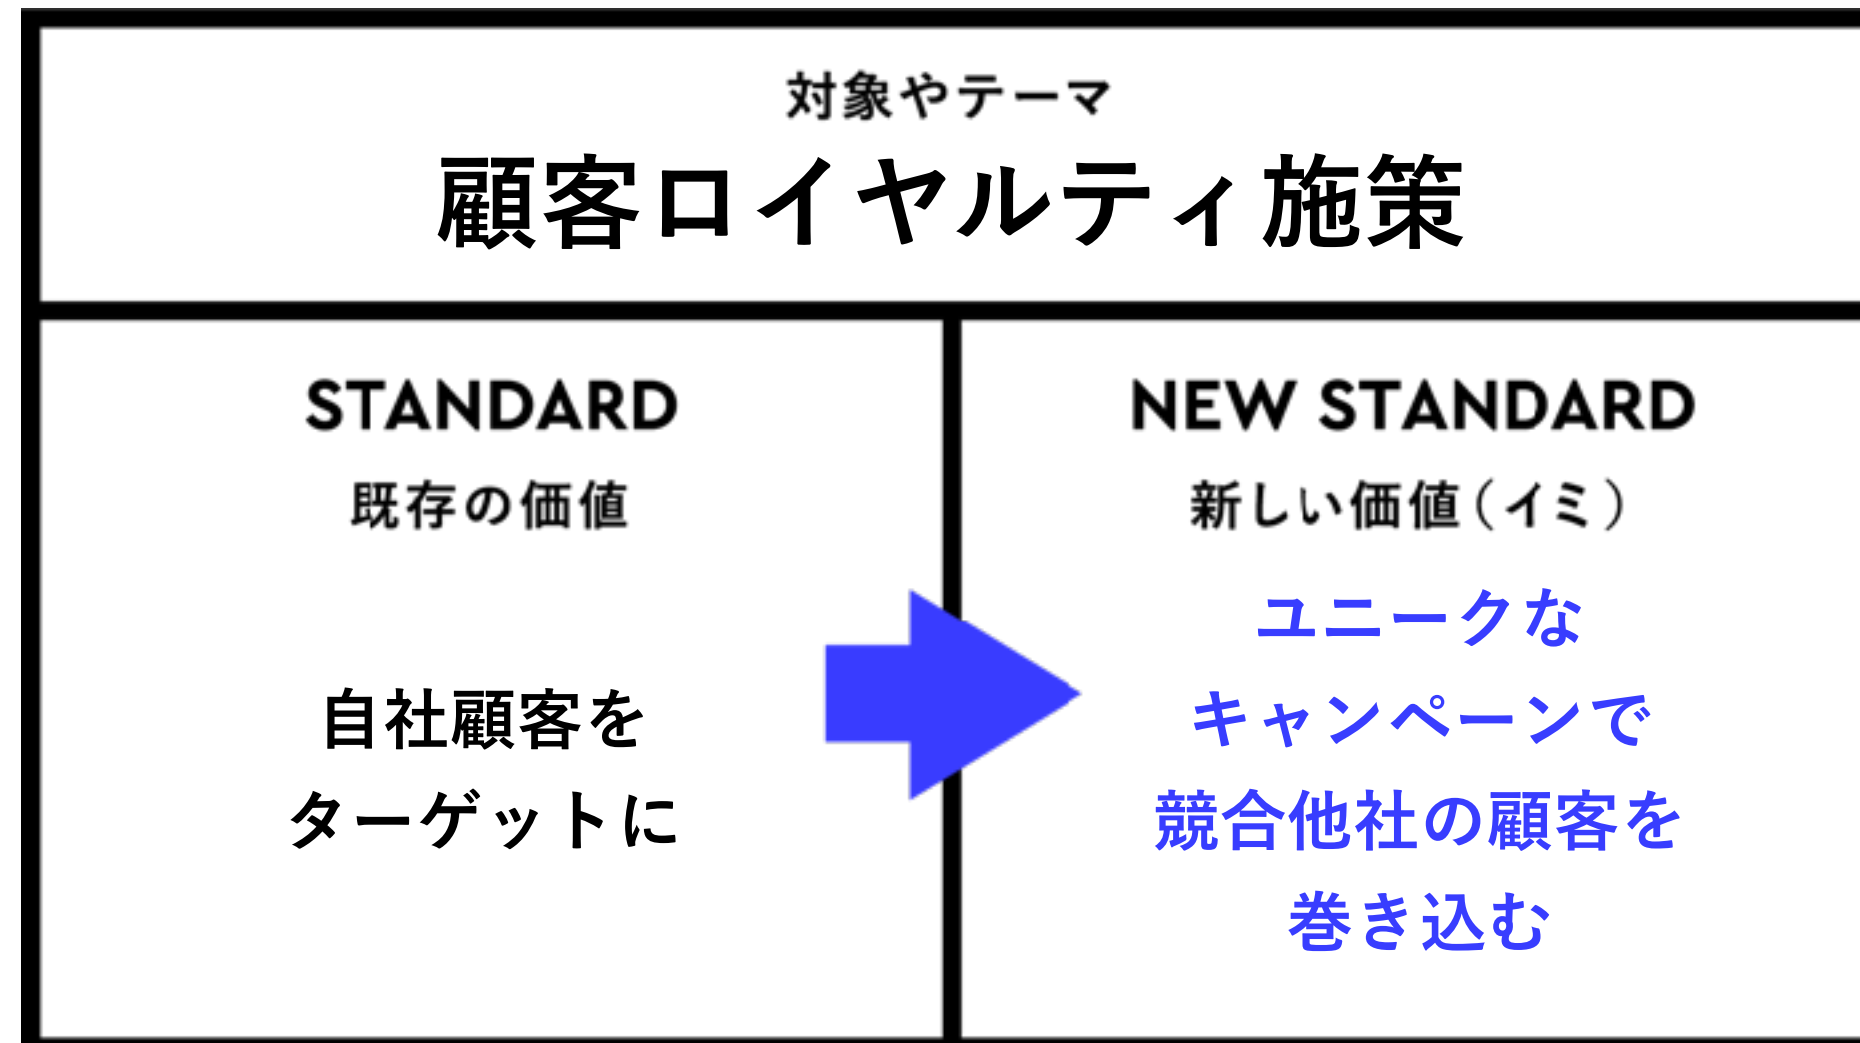 対象やテーマ
顧客ロイヤルティ施策
STANDARD
既存の価値
自社顧客を
ターゲットに
NEW STANDARD
新しい価値（イミ）
ユニークな
キャンペーンで
競合他社の顧客を
巻き込む